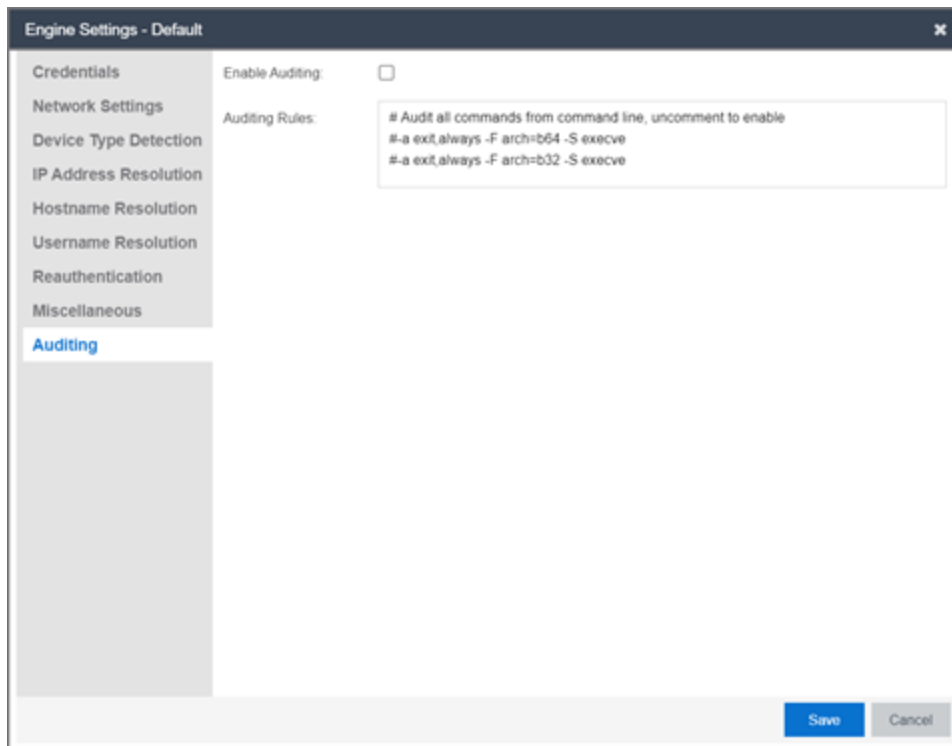 Engine Settings - Default
Credentials
Network Settings
Device Type Detection
IP Address Resolution
Hostname Resolution
Username Resolution
Reauthentication
Miscellaneous
Auditing
Enable Auditing:
Auditing Rules:
# Audit all commands from command line, uncomment to enable
#-a exit,always -F arch=b64 -S execve
#-a exit,always -F arch=b32 -S execve
Save
Cancel